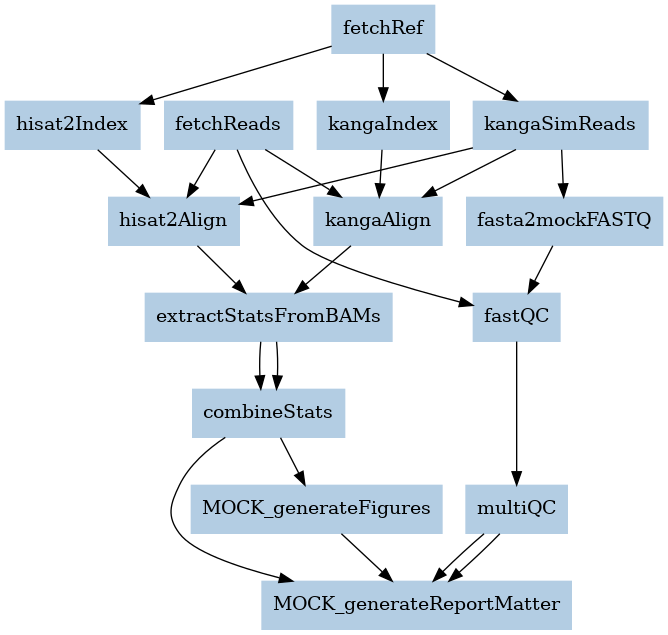 fetchRef
hisat2Index
fetchReads
kangaIndex
kangaSimReads
hisat2Align
kangaAlign
fasta2mockFASTQ
extractStatsFromBAMs
fastQC
combineStats
MOCK_generateFigures
multiQC
MOCK_generateReportMatter